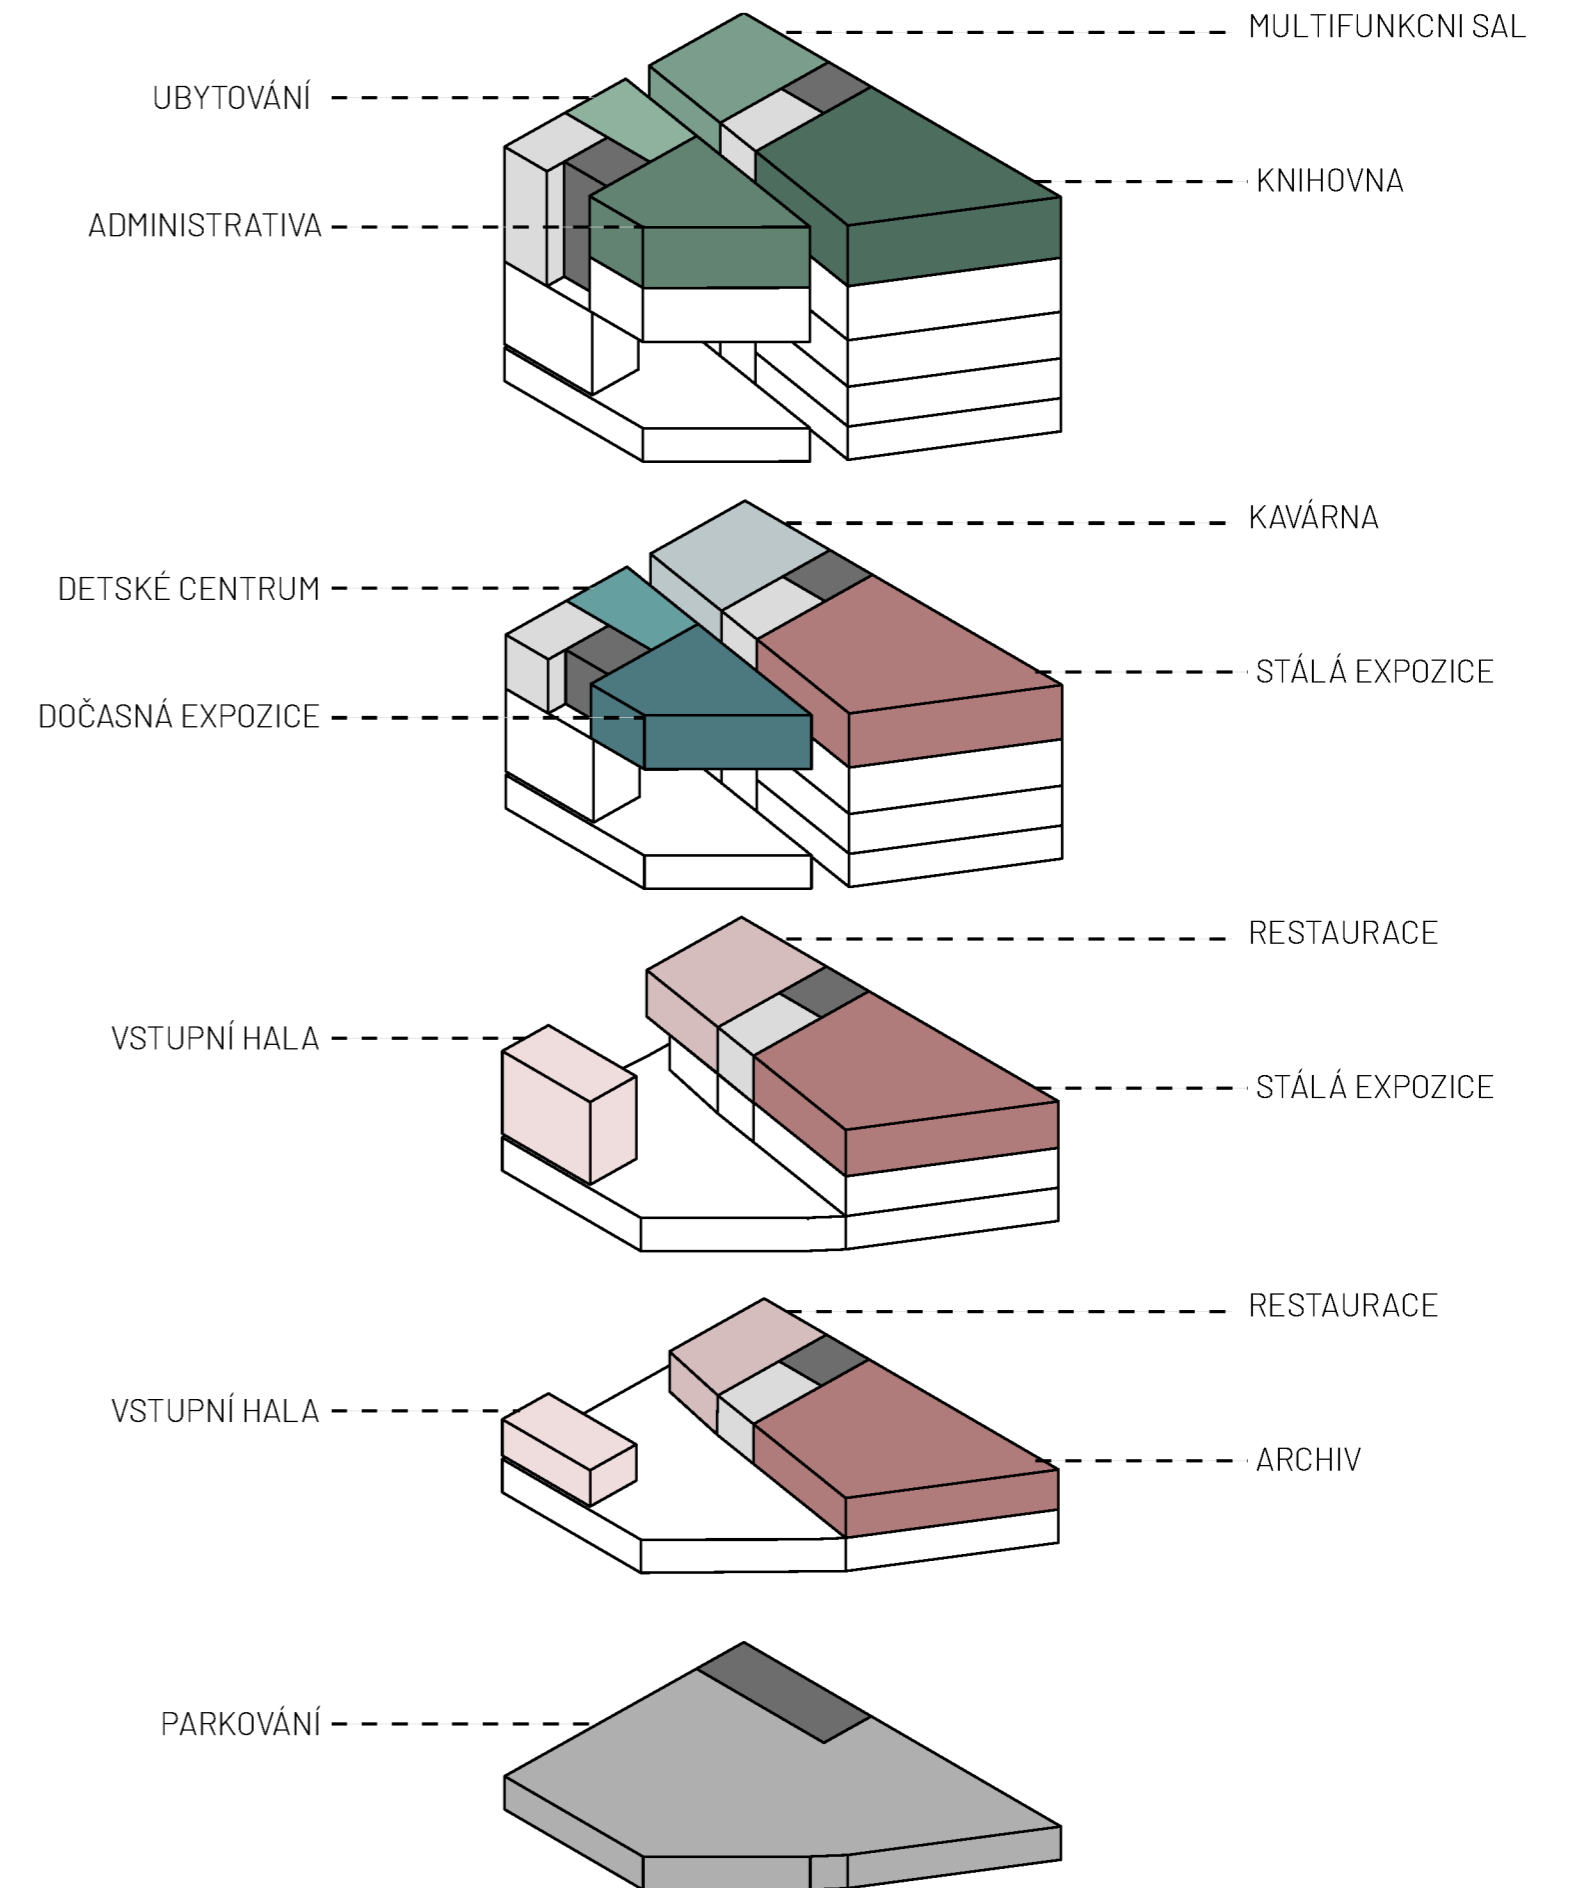 MULTIFUNKCNI SAL
UBYTOVÁNÍ
KNIHOVNA
ADMINISTRATIVA
KAVÁRNA
DETSKÉ CENTRUM
STÁLÁ EXPOZICE
DOČASNÁ EXPOZICE
RESTAURACE
VSTUPNÍ HALA
STÁLÁ EXPOZICE
RESTAURACE
VSTUPNÍ HALA
ARCHIV
PARKOVÁNÍ